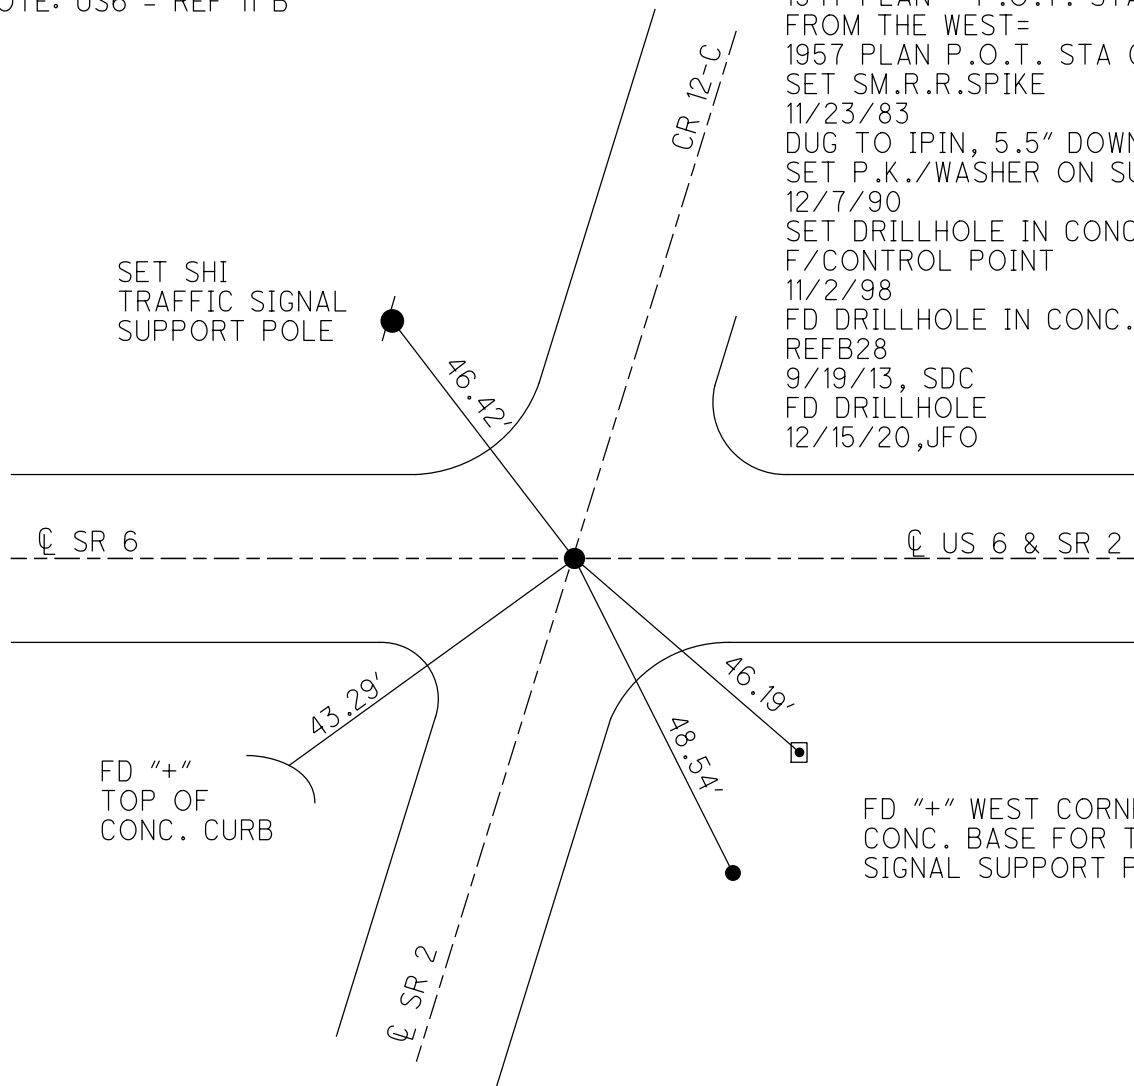 US6 = REF 11 B
FROM THE WEST=
1957 PLAN P.O.T. STA
SET SM.R.R.SPIKE
11/23/83
DUG TO IPIN, 5.5" DOWN
SET P.K./WASHER ON
12/7/90
SET DRILLHOLE IN CONC
F/CONTROL POINT
11/2/98
FD DRILLHOLE IN CONC.
REFB28
9/19/13, SDC
FD DRILLHOLE
12/15/20,JFO
CR 12-C
SET SHI
TRAFFIC SIGNAL
SUPPORT POLE
46.42'
℄ SR 6
℄ US 6 & SR 2
43.29'
46.19'
48.54'
FD "+"
TOP OF
CONC. CURB
FD "+" WEST
CONC. BASE FOR
SIGNAL SUPPORT
℄ SR 2